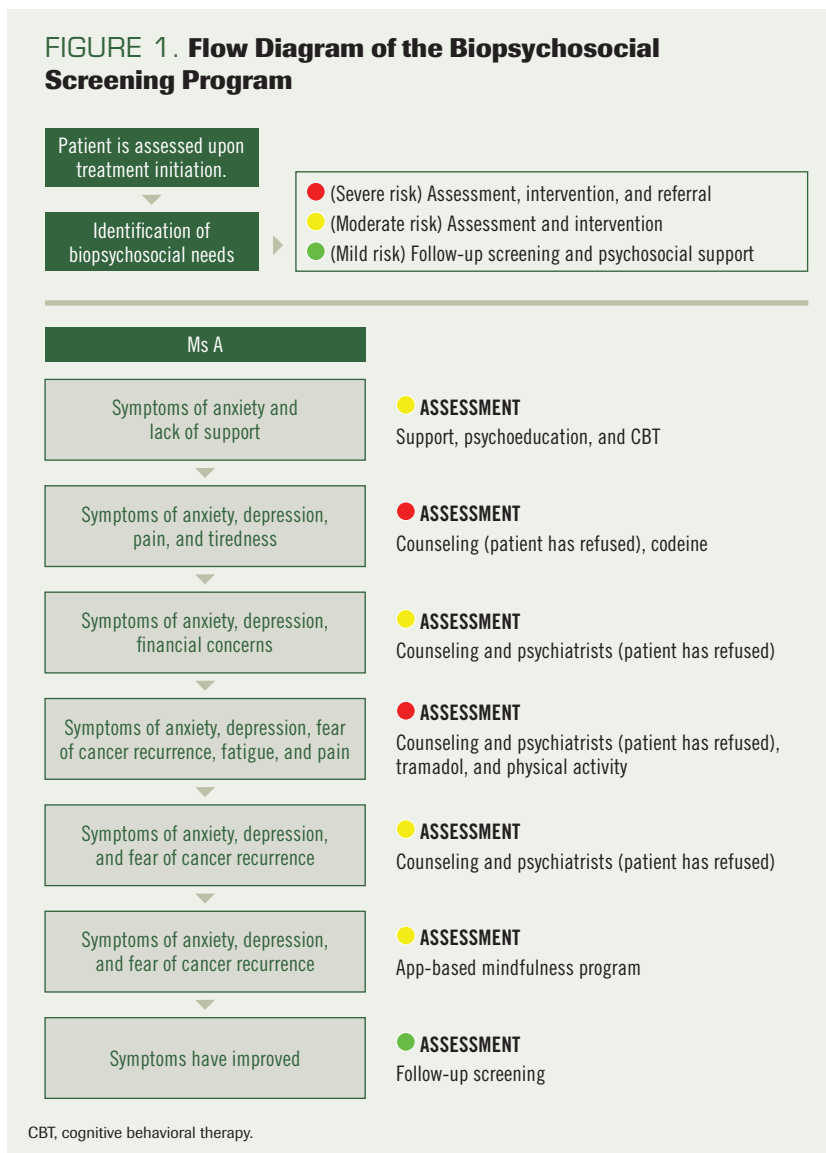 FIGURE 1. Flow Diagram of the Biopsychosocial
Screening Program
Patient is assessed upon
treatment initiation.
Identification of
biopsychosocial needs
(Severe risk) Assessment, intervention, and referral
(Moderate risk) Assessment and intervention
(Mild risk) Follow-up screening and psychosocial support
Ms A
Symptoms of anxiety and
lack of support
ASSESSMENT
Support, psychoeducation, and CBT
Symptoms of anxiety, depression,
pain, and tiredness
ASSESSMENT
Counseling (patient has refused), codeine
Symptoms of anxiety, depression,
financial concerns
ASSESSMENT
Counseling and psychiatrists (patient has refused)
Symptoms of anxiety, depression, fear
of cancer recurrence, fatigue, and pain
ASSESSMENT
Counseling and psychiatrists (patient has refused),
tramadol, and physical activity
Symptoms of anxiety, depression,
and fear of cancer recurrence
ASSESSMENT
Counseling and psychiatrists (patient has refused)
Symptoms of anxiety, depression,
and fear of cancer recurrence
ASSESSMENT
App-based mindfulness program
Symptoms have improved
ASSESSMENT
Follow-up screening
CBT, cognitive behavioral therapy.